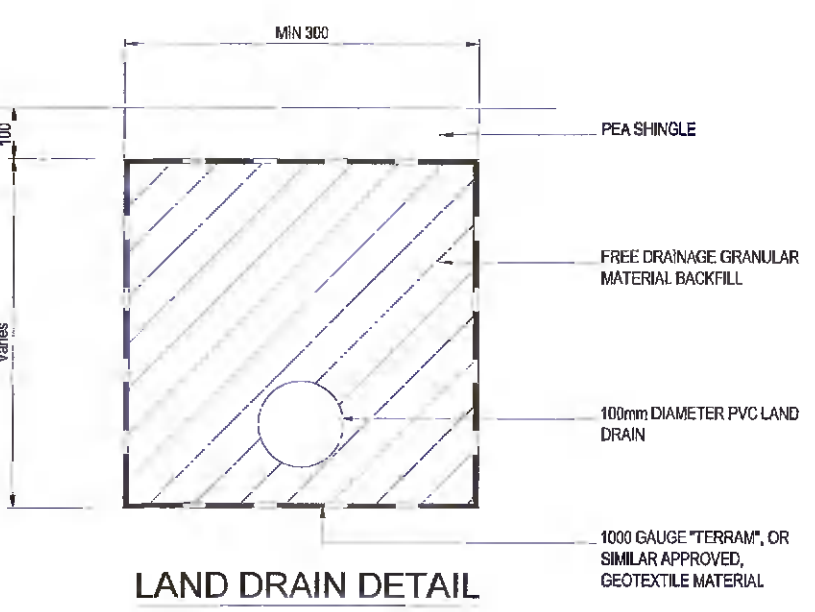 MIN 300
100
PEA SHINGLE
FREE DRAINAGE GRANULAR
MATERIAL BACKFILL
Varies
100mm DIAMETER PVC LAND
DRAIN
1000 GAUGE "TERRAM", OR
SIMILAR APPROVED,
GEOTEXTILE MATERIAL
LAND DRAIN DETAIL